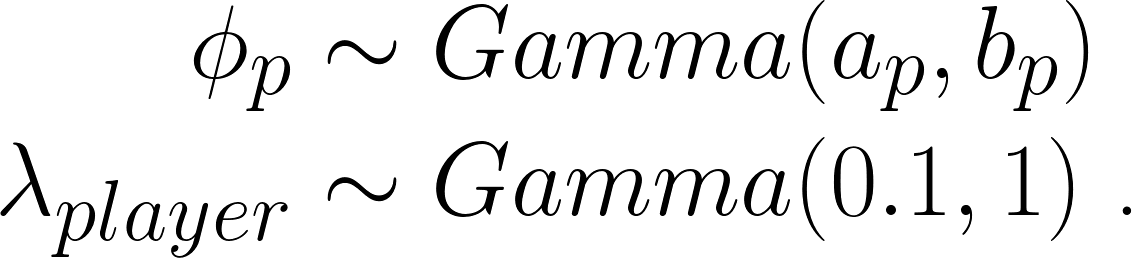 ϕ_p ∼ Gamma(a_p, b_p)
λ_player ∼ Gamma(0.1, 1) .